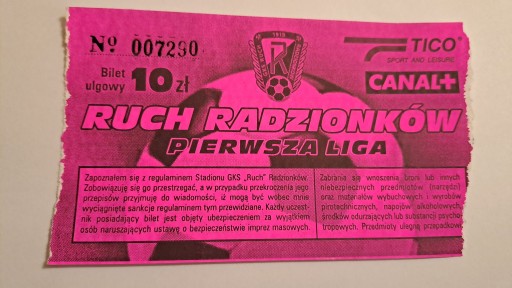 Nº 007290
Bilet ulgowy 10 zł
1919
R
TICO
SPORT AND LEISURE
CANAL+
RUCH RADZIONKÓW
PIERWSZA LIGA
Zapoznałem się z regulaminem Stadionu GKS „Ruch" Radzionków.
Zobowiązuję się go przestrzegać, a w przypadku przekroczenia jego
przepisów przyjmuję do wiadomości, iż mogą być wobec mnie
wyciągnięte sankcje regulaminem tym przewidziane. Każdy uczest-
nik posiadający bilet jest objęty ubezpieczeniem za wyjątkiem
osób naruszających ustawę o bezpieczeństwie imprez masowych.
Zabrania się wnoszenia broni lub innych
niebezpiecznych przedmiotów (narzędzi)
oraz materiałów wybuchowych i wyrobów
pirotechnicznych, napojów alkoholowych,
środków odurzających lub substancji psycho-
tropowych. Przedmioty ulegną przepadkowi.